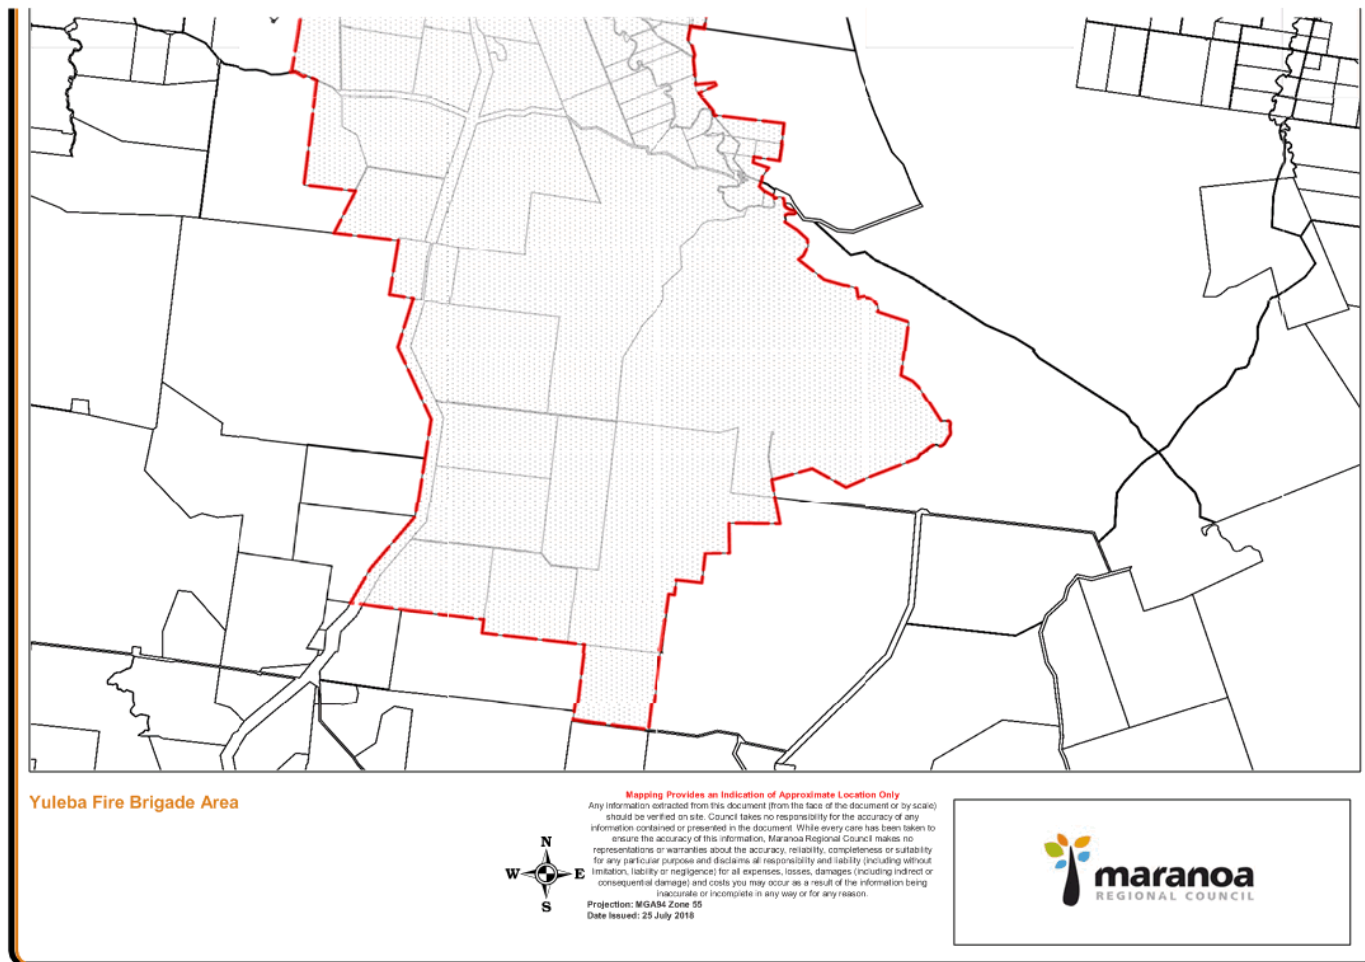 Yuleba Fire Brigade Area
Mapping Provides an Indication of Approximate Location Only
Any information extracted from this document (from the face of the document or by scale)
should be verified on site. Council takes no responsibility for the accuracy of any
information contained or presented in the document. While every care has been taken to
ensure the accuracy of this information, Maranoa Regional Council makes no
representations or warranties about the accuracy, reliability, completeness or suitability
for any particular purpose and disclaims all responsibility and liability (including without
limitation, liability or negligence) for all expenses, losses, damages (including indirect or
consequential damage) and costs you may occur as a result of the information being
inaccurate or incomplete in any way or for any reason.
Projection: MGA94 Zone 55
Date Issued: 25 July 2018
N
W E
S
maranoa
REGIONAL COUNCIL